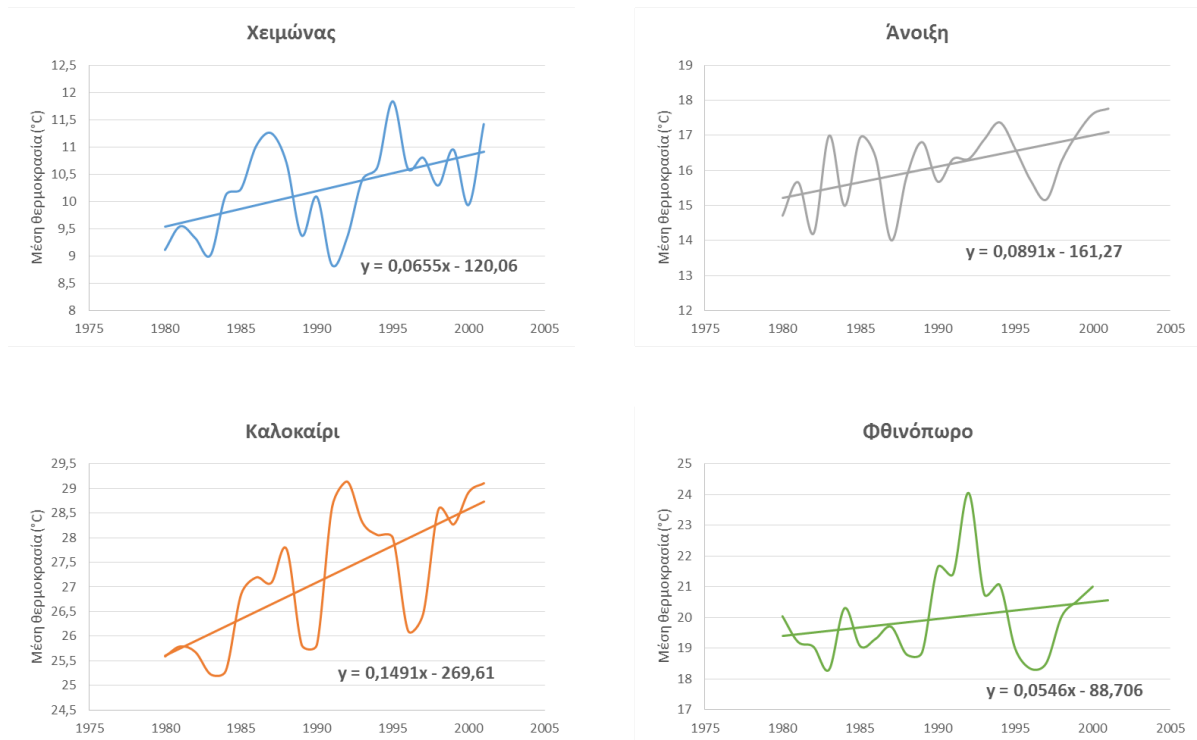 Χειμώνας
Μέση θερμοκρασία (°C)
12,5
12
11,5
11
10,5
10
9,5
9
8,5
8
y = 0,0655x - 120,06
1975 1980 1985 1990 1995 2000 2005
Άνοιξη
Μέση θερμοκρασία (°C)
19
18
17
16
15
14
13
12
y = 0,0891x - 161,27
1975 1980 1985 1990 1995 2000 2005
Καλοκαίρι
Μέση θερμοκρασία (°C)
29,5
29
28,5
28
27,5
27
26,5
26
25,5
25
24,5
y = 0,1491x - 269,61
1975 1980 1985 1990 1995 2000 2005
Φθινόπωρο
Μέση θερμοκρασία (°C)
25
24
23
22
21
20
19
18
17
y = 0,0546x - 88,706
1975 1980 1985 1990 1995 2000 2005